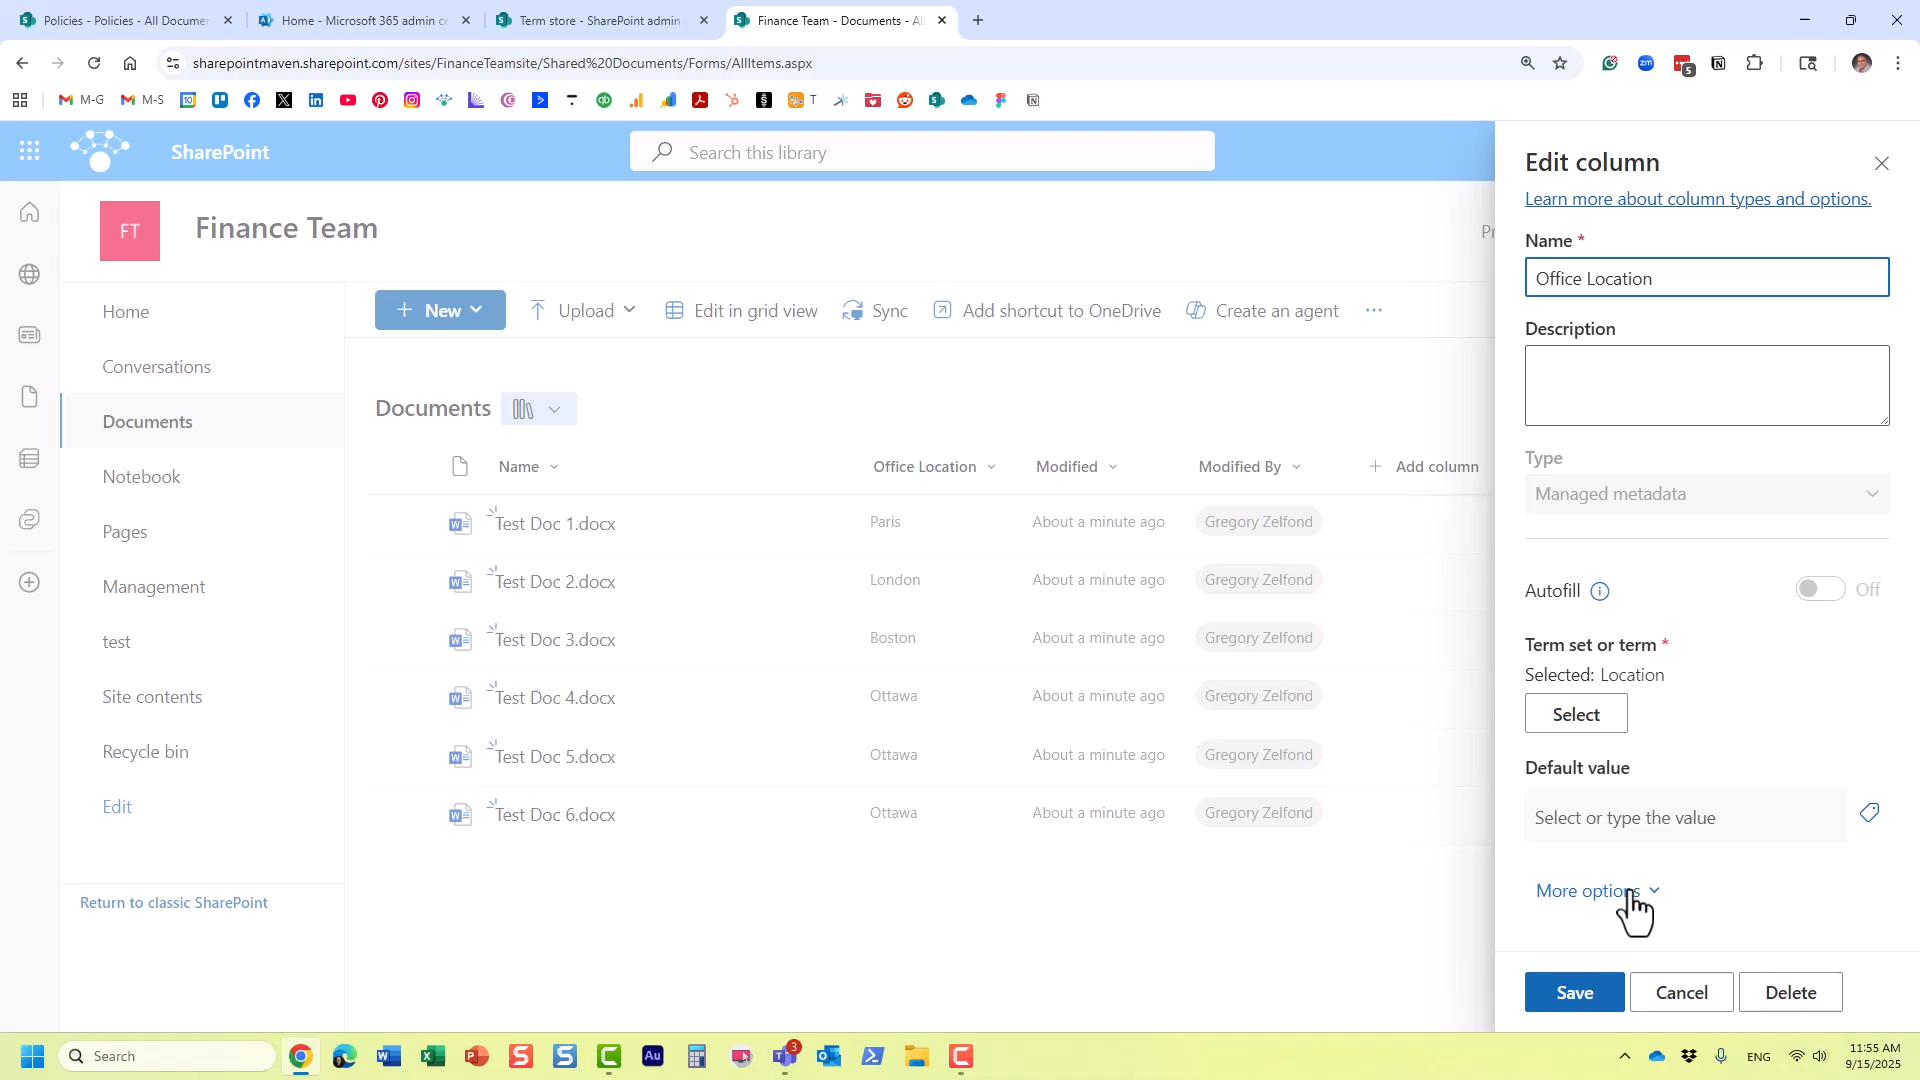 Policies - Policies - All Documen
Home - Microsoft 365 admin ce
Term store - SharePoint admin
Finance Team - Documents - All
sharepointmaven.sharepoint.com/sites/FinanceTeamsite/Shared%20Documents/Forms/AllItems.aspx
M-G
M-S
T
SharePoint
Search this library
FT
Finance Team
Home
Conversations
Documents
Notebook
Pages
Management
test
Site contents
Recycle bin
Edit
Return to classic SharePoint
New
Upload
Edit in grid view
Sync
Add shortcut to OneDrive
Create an agent
Documents
Name
Office Location
Modified
Modified By
Add column
Test Doc 1.docx
Paris
About a minute ago
Gregory Zelfond
Test Doc 2.docx
London
About a minute ago
Gregory Zelfond
Test Doc 3.docx
Boston
About a minute ago
Gregory Zelfond
Test Doc 4.docx
Ottawa
About a minute ago
Gregory Zelfond
Test Doc 5.docx
Ottawa
About a minute ago
Gregory Zelfond
Test Doc 6.docx
Ottawa
About a minute ago
Gregory Zelfond
Edit column
Learn more about column types and options.
Name *
Office Location
Description
Type
Managed metadata
Autofill
Off
Term set or term *
Selected: Location
Select
Default value
Select or type the value
More options
Save
Cancel
Delete
Search
3
ENG
11:55 AM
9/15/2025